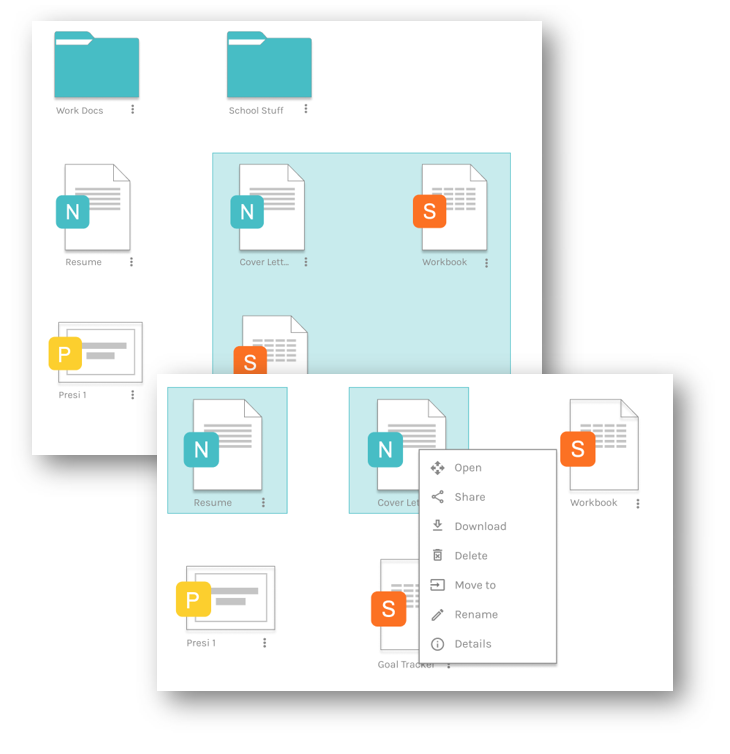 Work Docs
School Stuff
N
N
S
Resume
Cover Lett...
Workbook
P
S
Presi 1
N
N
S
Resume
Cover Let
Workbook
Open
Share
Download
Delete
Move to
Rename
Details
P
S
Presi 1
Goal Tracker